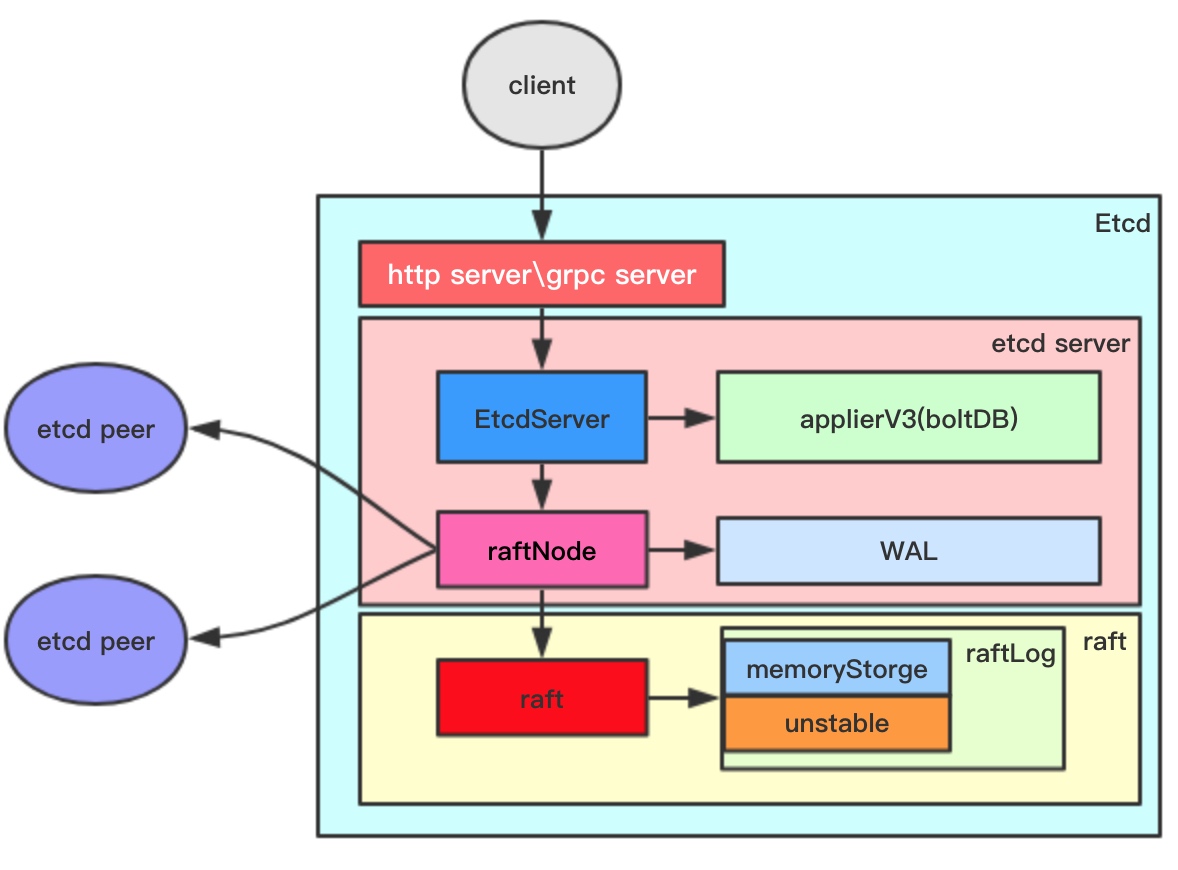 client
Etcd
http server\grpc server
etcd server
EtcdServer
applierV3(boltDB)
etcd peer
raftNode
WAL
etcd peer
raft
raftLog
memoryStorge
raft
unstable